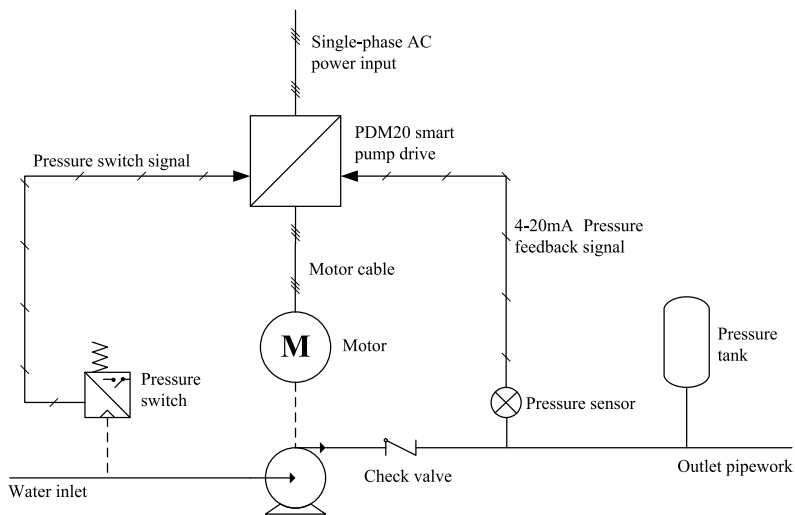 Single-phase AC
power input
PDM20 smart
pump drive
Pressure switch signal
4-20mA  Pressure
feedback signal
Motor cable
M
Motor
Pressure
tank
Pressure
switch
Pressure sensor
Check valve
Outlet pipework
Water inlet